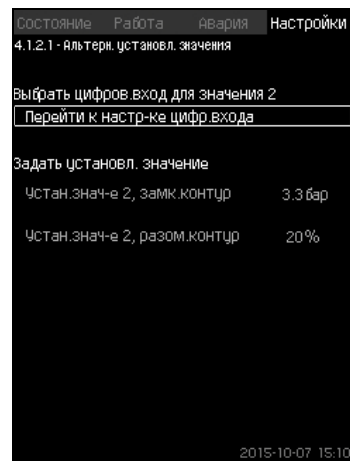 Состояние Работа Авария Настройки
4.1.2.1 - Альтерн. установл. значения
Выбрать цифров.вход для значения 2
Перейти к настр-ке цифр.входа
Задать установл. значение
Устан.знач-е 2, замк.контур 3.3 бар
Устан.знач-е 2, разом.контур 20%
2015-10-07 15:10